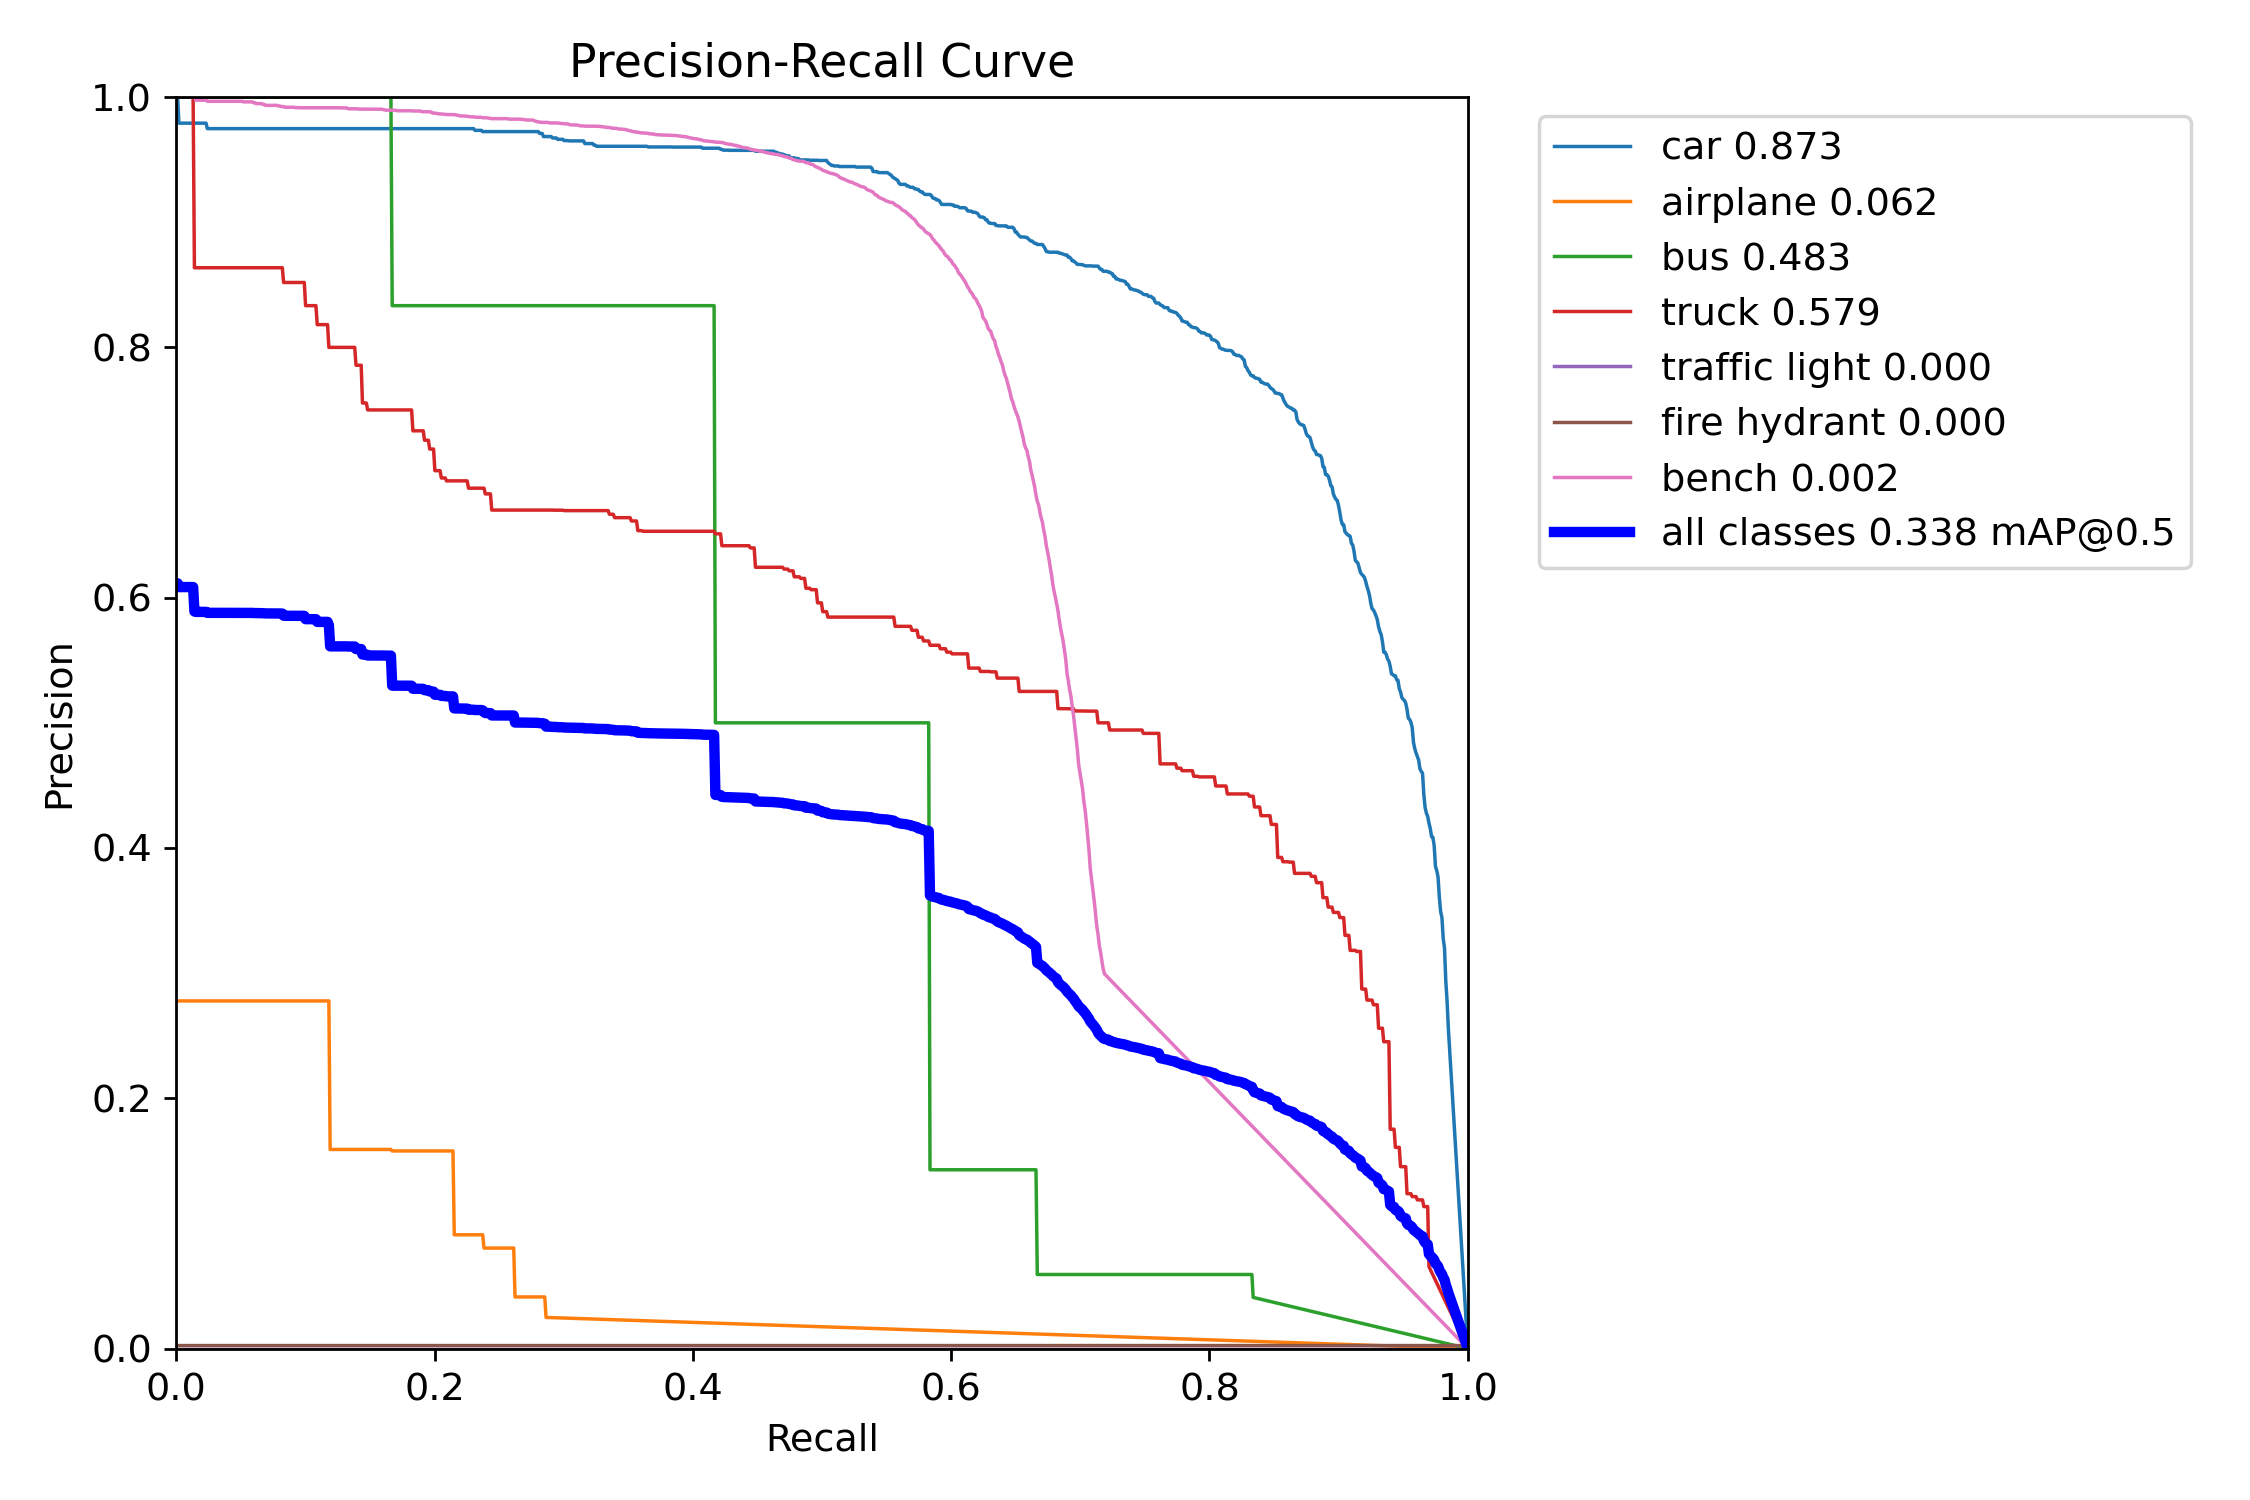 Precision-Recall Curve
1.0
0.8
0.6
0.4
0.2
0.0
Precision
0.0 0.2 0.4 0.6 0.8 1.0
Recall
car 0.873
airplane 0.062
bus 0.483
truck 0.579
traffic light 0.000
fire hydrant 0.000
bench 0.002
all classes 0.338 mAP@0.5